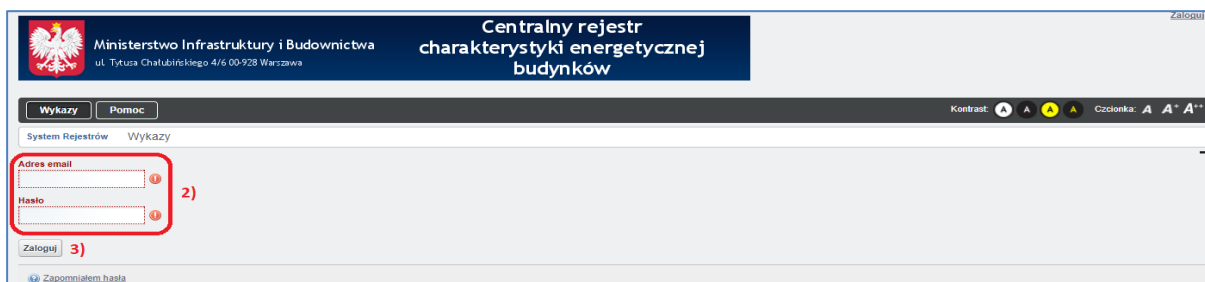 Zaloguj
Ministerstwo Infrastruktury i Budownictwa
ul. Tytusa Chałubińskiego 4/6 00-928 Warszawa
Centralny rejestr
charakterystyki energetycznej
budynków
Wykazy Pomoc Kontrast: A A A A Czcionka: A A+ A++
System Rejestrów Wykazy
Adres email
2)
Hasło
Zaloguj 3)
Zapomniałem hasła